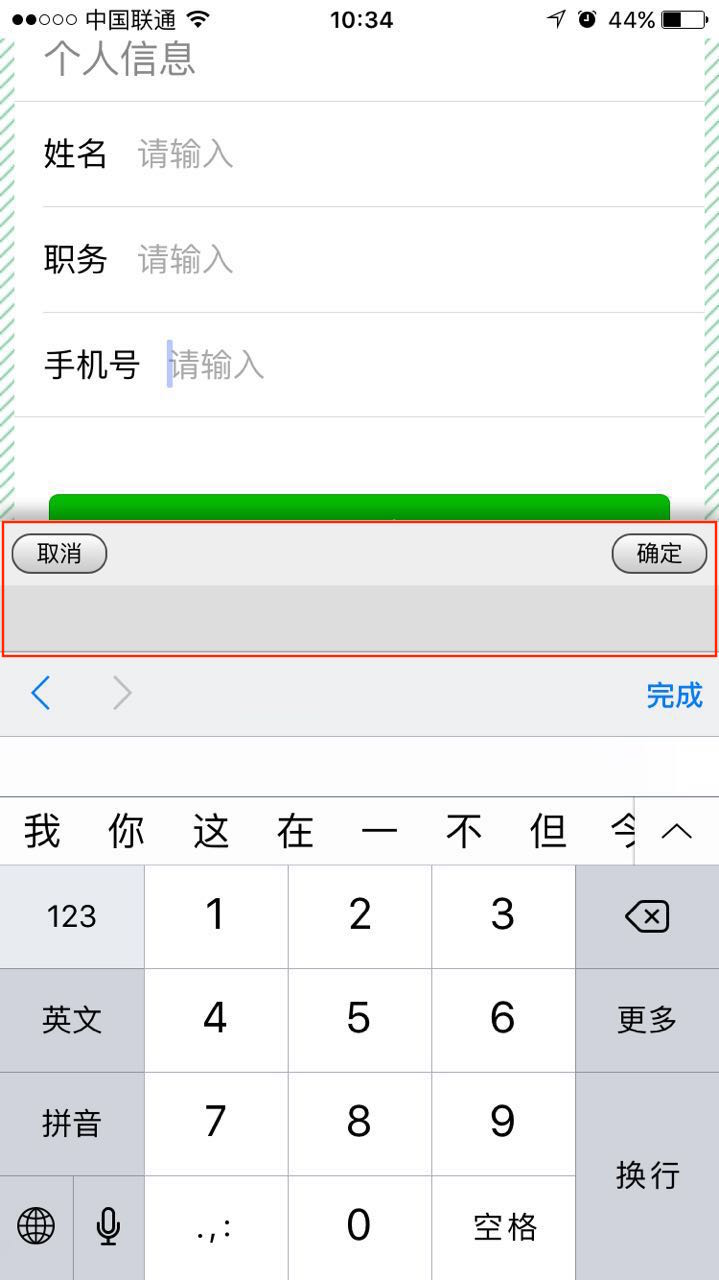 中国联通 10:34 44%
个人信息
姓名 请输入
职务 请输入
手机号 请输入
取消 确定
完成
我 你 这 在 一 不 但 今
123 1 2 3
英文 4 5 6 更多
拼音 7 8 9
换行
.,: 0 空格